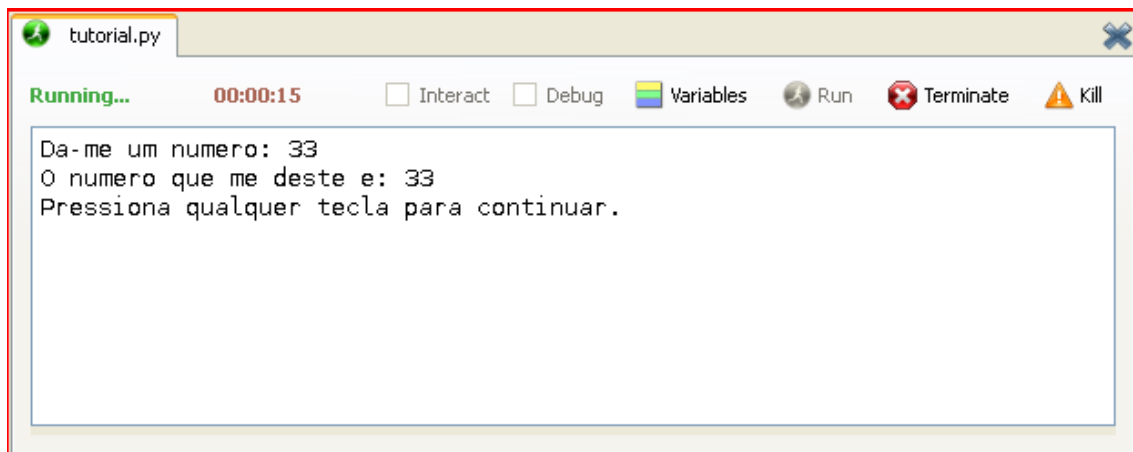 tutorial.py
Running... 00:00:15 Interact Debug Variables Run Terminate Kill
Da-me um numero: 33
O numero que me deste e: 33
Pressiona qualquer tecla para continuar.